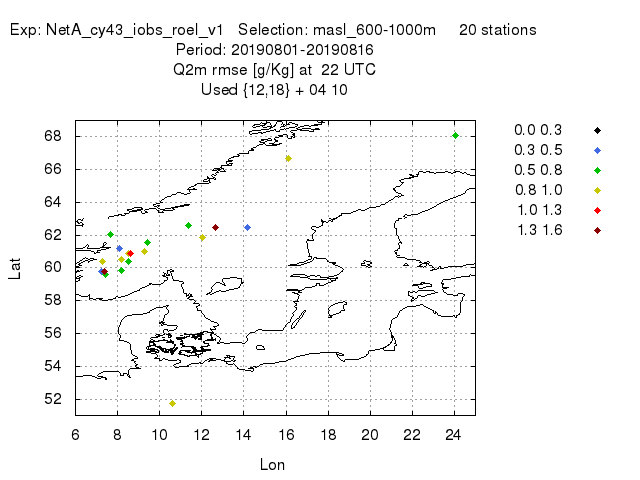 Exp: NetA_cy43_iobs_roel_v1 Selection: masl_600-1000m 20 stations
Period: 20190801-20190816
Q2m rmse [g/Kg] at 22 UTC
Used {12,18} + 04 10
68
66
64
62
60
58
56
54
52
Lat
6 8 10 12 14 16 18 20 22 24
Lon
0.0 0.3
0.3 0.5
0.5 0.8
0.8 1.0
1.0 1.3
1.3 1.6